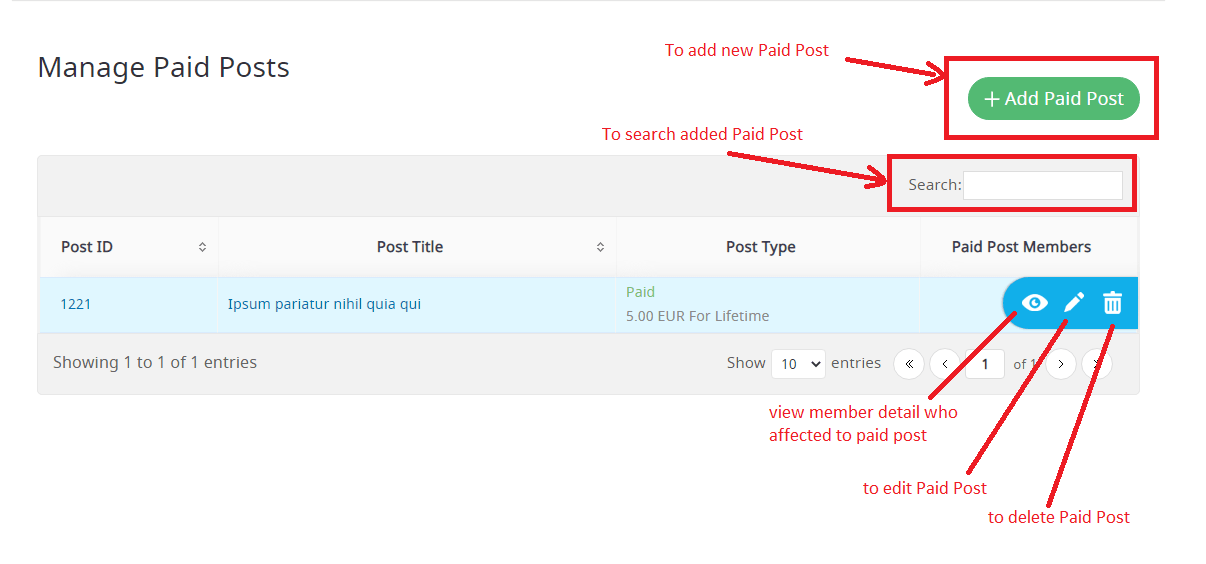 To add new Paid Post
Manage Paid Posts
+ Add Paid Post
To search added Paid Post
Search:
Post ID
Post Title
Post Type
Paid Post Members
1221
Ipsum pariatur nihil quia qui
Paid
5.00 EUR For Lifetime
Showing 1 to 1 of 1 entries
Show 10 entries « ‹ 1 of 1 ›
view member detail who
affected to paid post
to edit Paid Post
to delete Paid Post